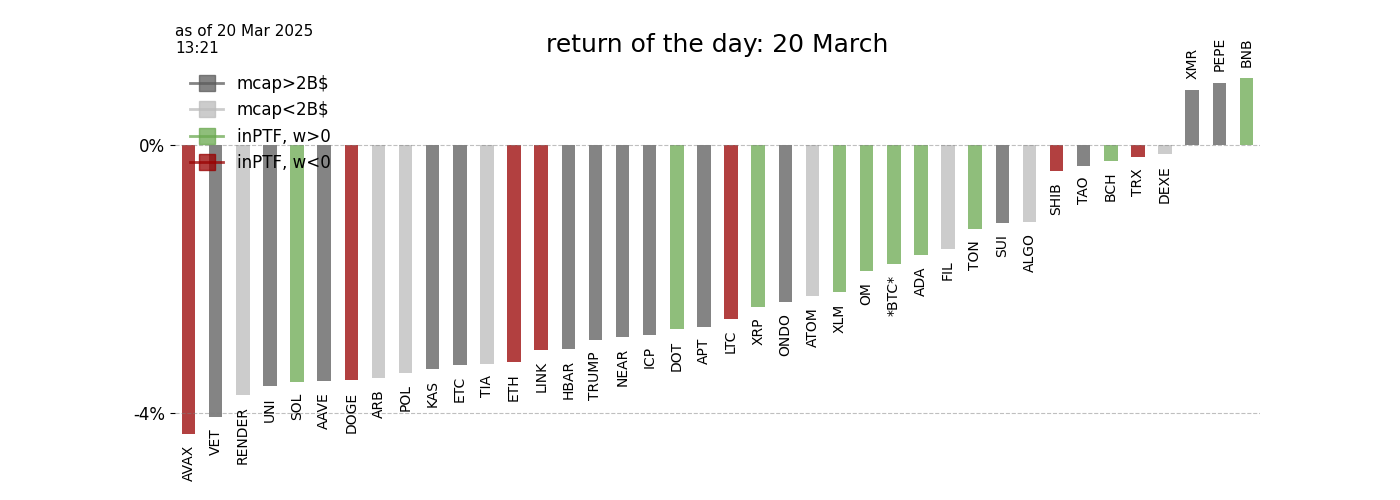 as of 20 Mar 2025
13:21
return of the day: 20 March
mcap>2B$
mcap<2B$
inPTF, w>0
inPTF, w<0
0%
-4%
AVAX
VET
RENDER
UNI
SOL
AAVE
DOGE
ARB
POL
KAS
ETC
TIA
ETH
LINK
HBAR
TRUMP
NEAR
ICP
DOT
APT
LTC
XRP
ONDO
ATOM
XLM
OM
*BTC*
ADA
FIL
TON
SUI
ALGO
SHIB
TAO
BCH
TRX
DEXE
XMR
PEPE
BNB